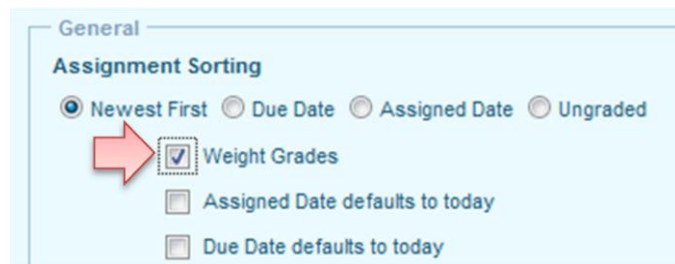 General
Assignment Sorting
Newest First Due Date Assigned Date Ungraded
Weight Grades
Assigned Date defaults to today
Due Date defaults to today